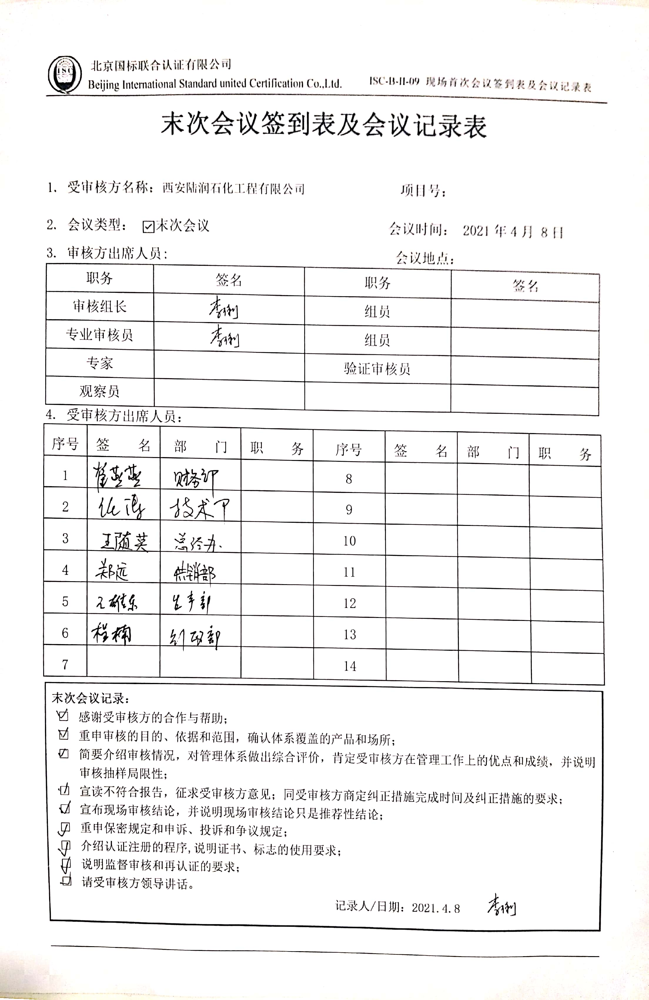 ISC
北京国标联合认证有限公司
Beijing International Standard united Certification Co.,Ltd.
ISC-B-II-09 现场首次会议签到表及会议记录表
末次会议签到表及会议记录表
1. 受审核方名称：西安陆润石化工程有限公司 项目号：
2. 会议类型： ☑末次会议 会议时间： 2021 年 4 月 8 日
3. 审核方出席人员: 会议地点：
职务 签名 职务 签名
审核组长 李俐 组员
专业审核员 李俐 组员
专家 验证审核员
观察员
4. 受审核方出席人员：
序号 签 名 部 门 职 务 序号 签 名 部 门 职 务
1 燕燕 财务部 8
2 技术部 9
3 王随英 总经办. 10
4 郑远 供销部 11
5 生产部 12
6 程楠 行政部 13
7 14
末次会议记录：
☑ 感谢受审核方的合作与帮助；
☑ 重申审核的目的、依据和范围，确认体系覆盖的产品和场所；
☑ 简要介绍审核情况，对管理体系做出综合评价，肯定受审核方在管理工作上的优点和成绩，并说明
审核抽样局限性；
☑ 宣读不符合报告，征求受审核方意见；同受审核方商定纠正措施完成时间及纠正措施的要求；
☑ 宣布现场审核结论，并说明现场审核结论只是推荐性结论；
☑ 重申保密规定和申诉、投诉和争议规定；
☑ 介绍认证注册的程序,说明证书、标志的使用要求；
☑ 说明监督审核和再认证的要求；
☑ 请受审核方领导讲话。
记录人/日期：2021.4.8 李俐